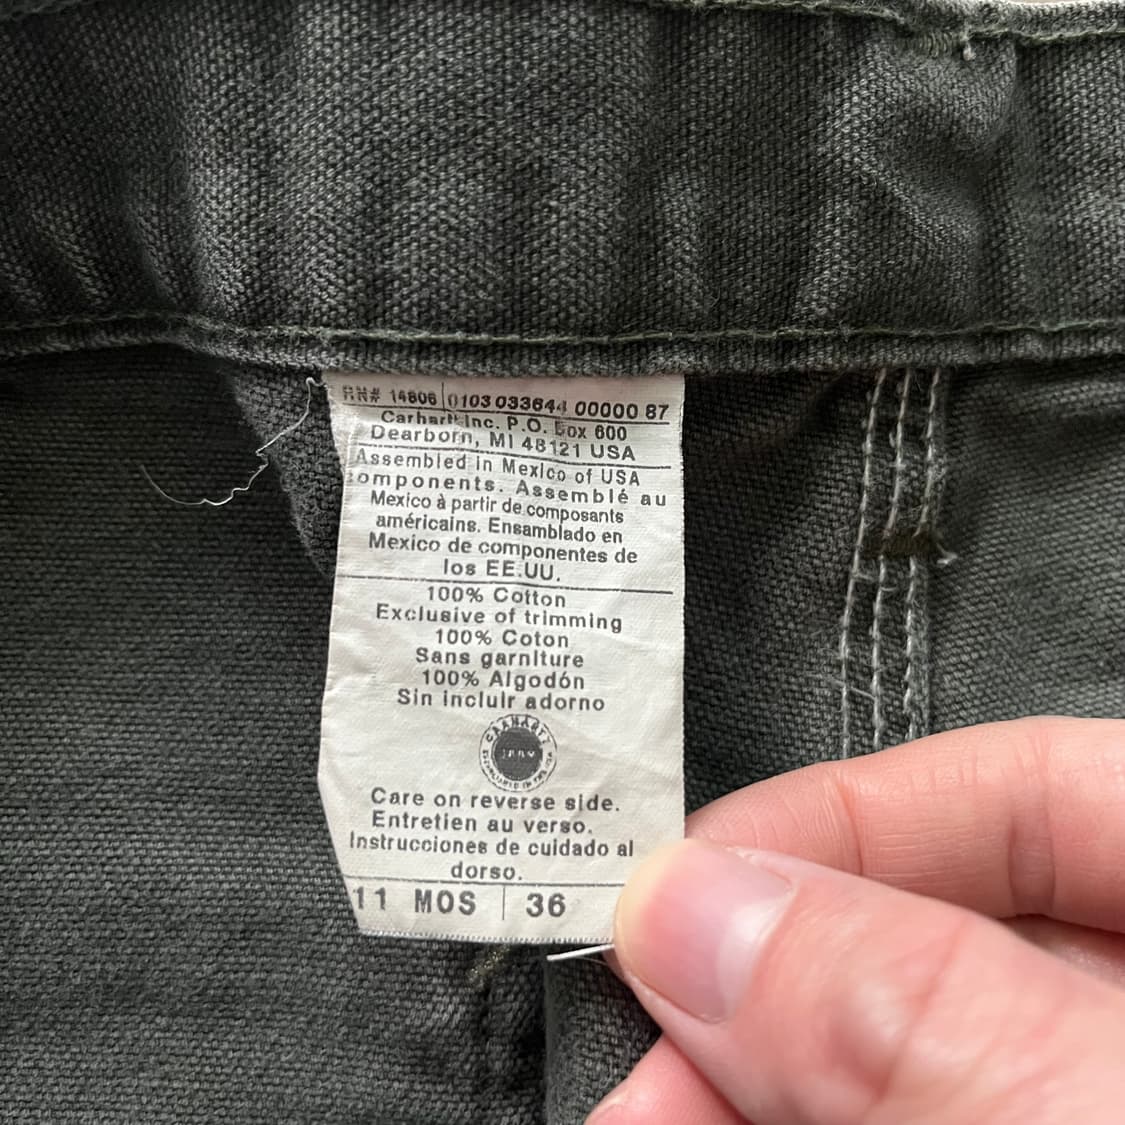 RN# 14806 0103 033644 00000 87
Carhartt Inc. P.O. Box 600
Dearborn, MI 48121 USA
Assembled in Mexico of USA
components. Assemblé au
Mexico à partir de composants
américains. Ensamblado en
Mexico de componentes de
los EE.UU.
100% Cotton
Exclusive of trimming
100% Coton
Sans garniture
100% Algodón
Sin incluir adorno
CARHARTT
Care on reverse side.
Entretien au verso.
Instrucciones de cuidado al
dorso.
11 MOS 36